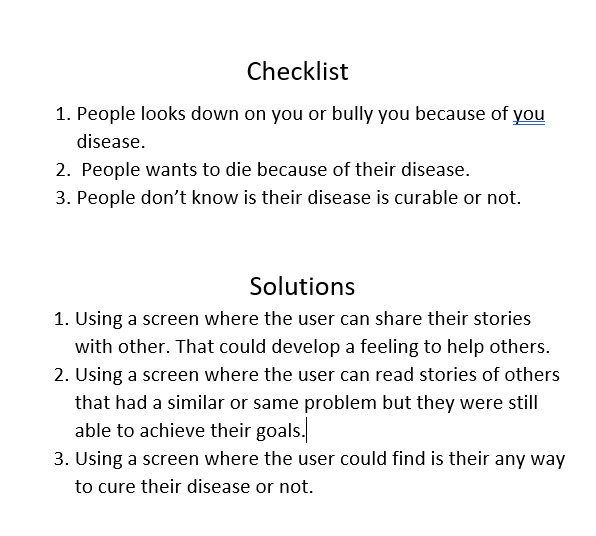 Checklist
1. People looks down on you or bully you because of you
disease.
2. People wants to die because of their disease.
3. People don’t know is their disease is curable or not.
Solutions
1. Using a screen where the user can share their stories
with other. That could develop a feeling to help others.
2. Using a screen where the user can read stories of others
that had a similar or same problem but they were still
able to achieve their goals.
3. Using a screen where the user could find is their any way
to cure their disease or not.